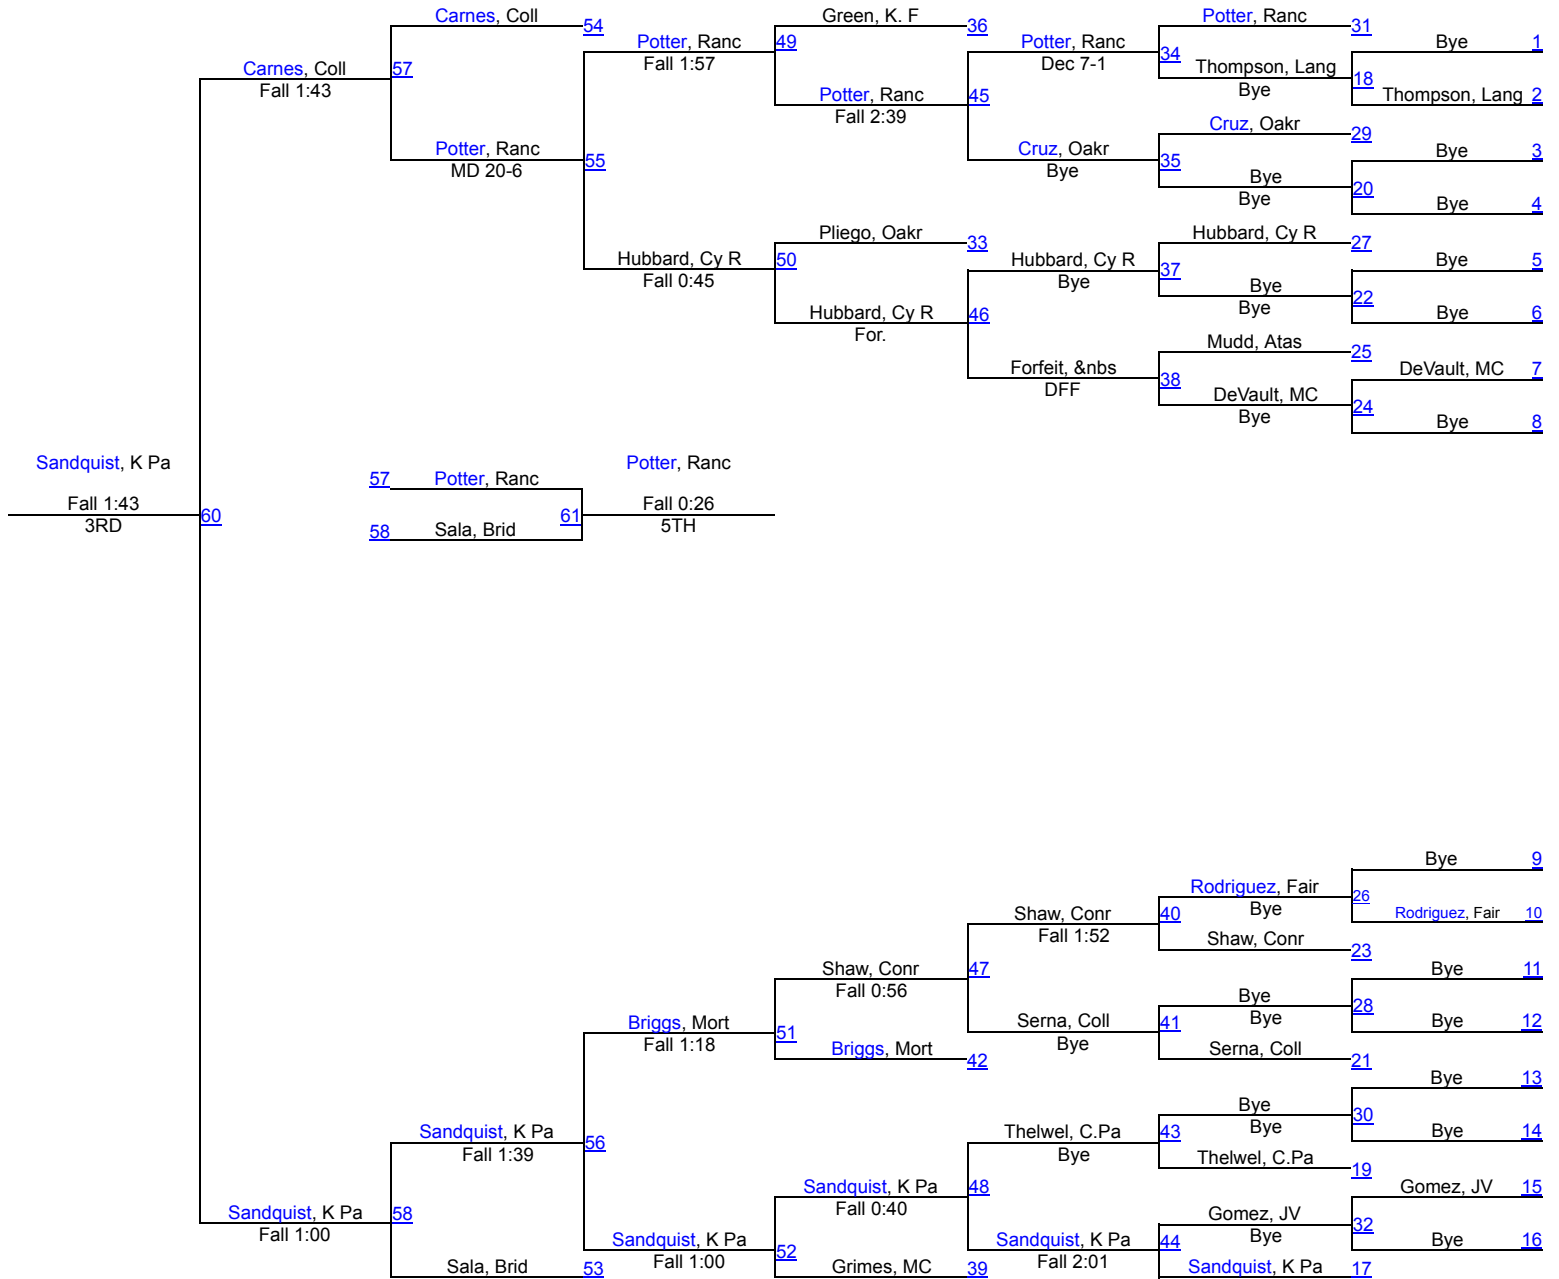 Carnes, Coll 54
Green, K. F 36
Potter, Ranc 31
Potter, Ranc 49
Fall 1:57
Potter, Ranc
Dec 7-1
34
Bye 1
Carnes, Coll 57
Fall 1:43
Thompson, Lang 18
Bye
Potter, Ranc 45
Fall 2:39
Thompson, Lang 2
Cruz, Oakr 29
Potter, Ranc 55
MD 20-6
Cruz, Oakr 35
Bye
Bye 3
Bye 20
Bye
Bye 4
Pliego, Oakr 33
Hubbard, Cy R 27
Hubbard, Cy R 50
Fall 0:45
Hubbard, Cy R 37
Bye
Bye 5
Bye 22
Bye
Hubbard, Cy R 46
For.
Bye 6
Mudd, Atas 25
Forfeit, &nbs 38
DFF
DeVault, MC 7
DeVault, MC 24
Bye
Bye 8
Sandquist, K Pa
Potter, Ranc
57 Potter, Ranc
Fall 1:43
Fall 0:26
3RD
60
61
5TH
58 Sala, Brid
Bye 9
Rodriguez, Fair 26
Bye
Shaw, Conr 40
Fall 1:52
Rodriguez, Fair 10
Shaw, Conr 23
Shaw, Conr 47
Fall 0:56
Bye 11
Bye 28
Bye
Briggs, Mort 51
Fall 1:18
Serna, Coll 41
Bye
Bye 12
Briggs, Mort 42
Serna, Coll 21
Bye 13
Bye 30
Bye
Sandquist, K Pa 56
Fall 1:39
Thelwel, C.Pa 43
Bye
Bye 14
Thelwel, C.Pa 19
Sandquist, K Pa 48
Fall 0:40
Gomez, JV 15
Sandquist, K Pa 58
Fall 1:00
Gomez, JV 32
Bye
Sandquist, K Pa 52
Fall 1:00
Sandquist, K Pa 44
Fall 2:01
Bye 16
Sala, Brid 53
Grimes, MC 39
Sandquist, K Pa 17